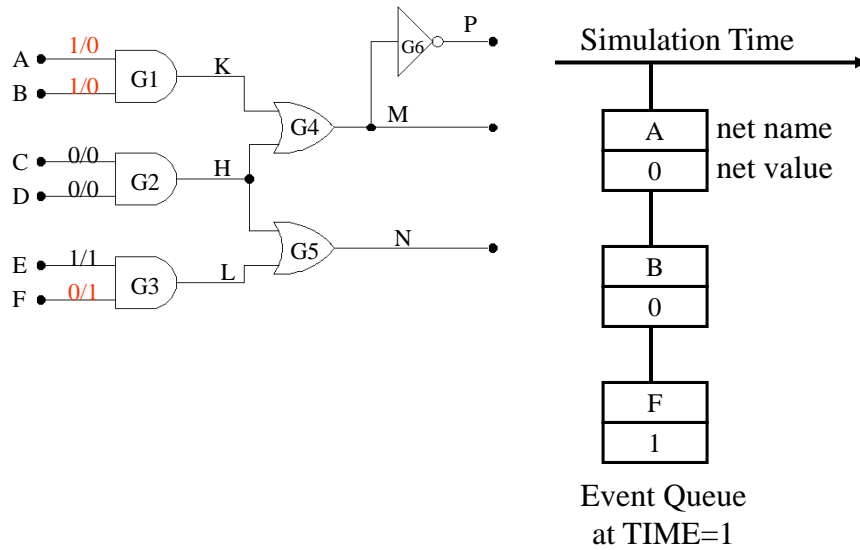 P
Simulation Time
A 1/0
G1
K
G6
B 1/0
A net name
0 net value
G4
M
C 0/0
G2
H
D 0/0
B
0
G5
N
E 1/1
G3
L
F 0/1
F
1
Event Queue
at TIME=1